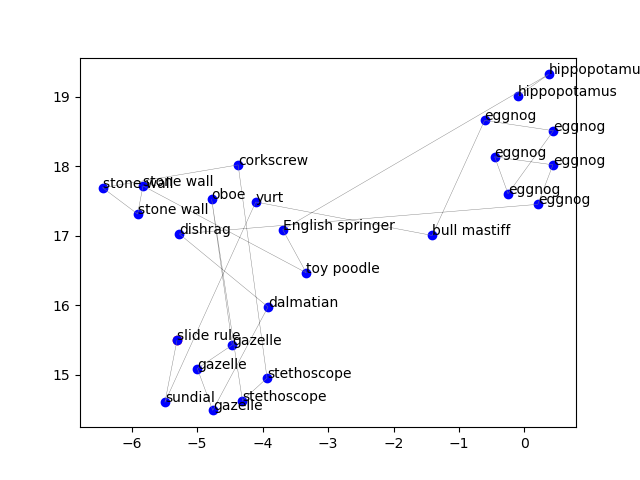 hippopotamu
19
hippopotamus
eggnog
eggnog
eggnog
eggnog
18
corkscrew
stone wall
stone wall
oboe
yurt
eggnog
eggnog
stone wall
English springer
dishrag
bull mastiff
17
toy poodle
16
dalmatian
slide rule
gazelle
gazelle
stethoscope
15
sundial
stethoscope
gazelle
−6 −5 −4 −3 −2 −1 0